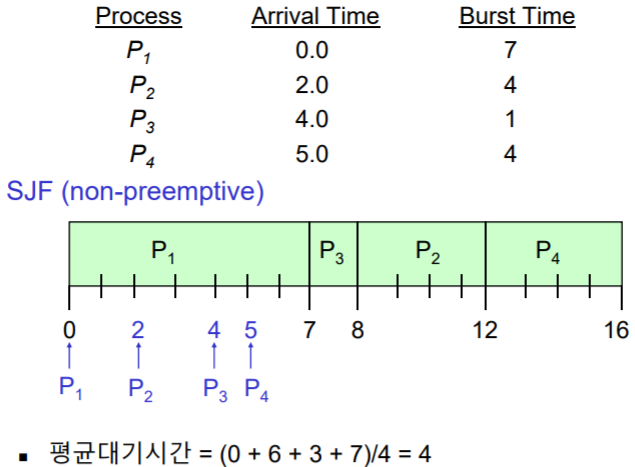 Process Arrival Time Burst Time
P1 0.0 7
P2 2.0 4
P3 4.0 1
P4 5.0 4
SJF (non-preemptive)
P1 P3 P2 P4
0 2 4 5 7 8 12 16
P1 P2 P3 P4
▪ 평균대기시간 = (0 + 6 + 3 + 7)/4 = 4